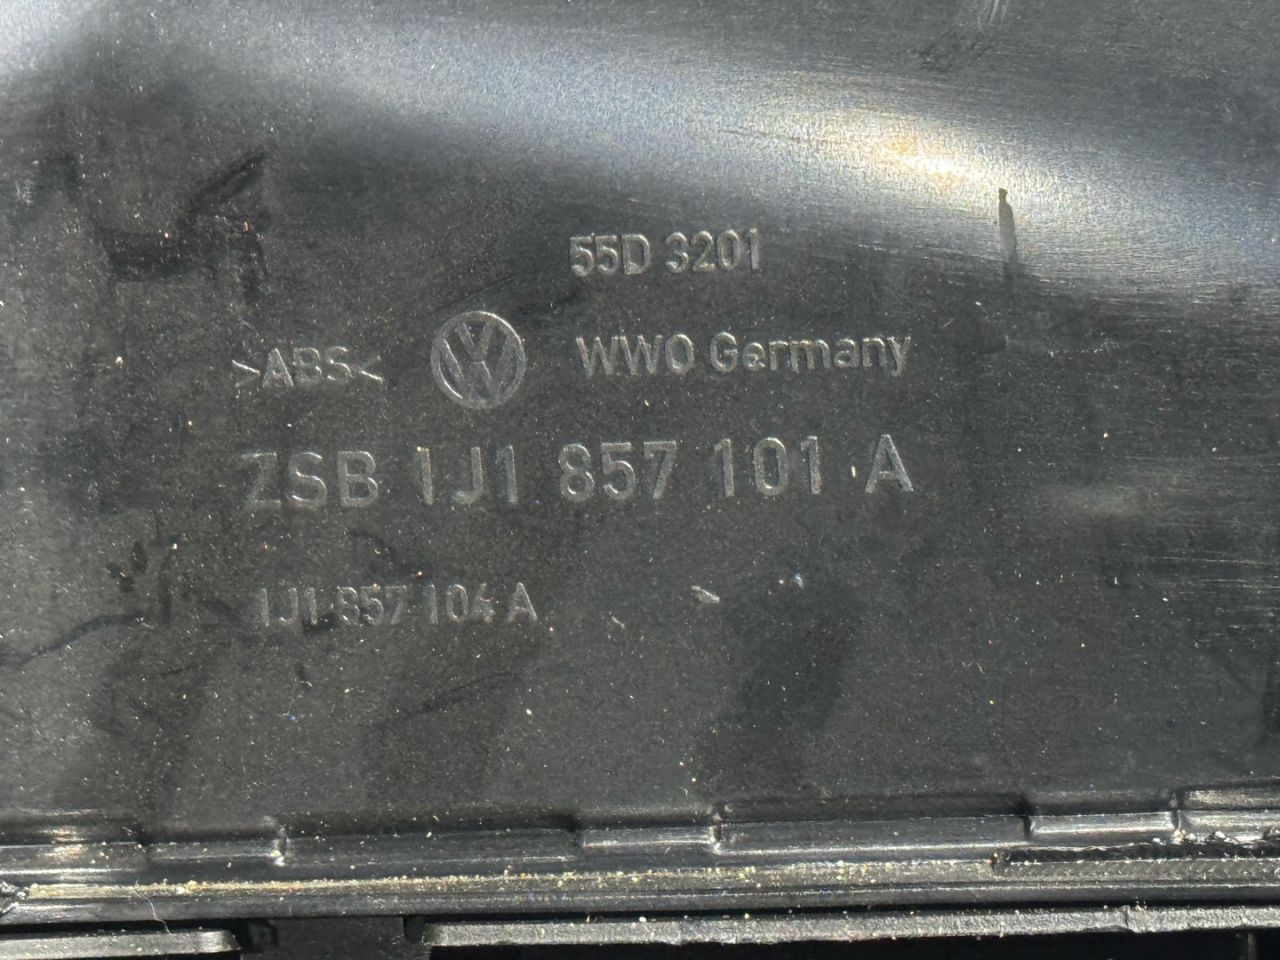 55D 3201
>ABS< WWO Germany
ZSB 1J1 857 101 A
1J1 857 104 A